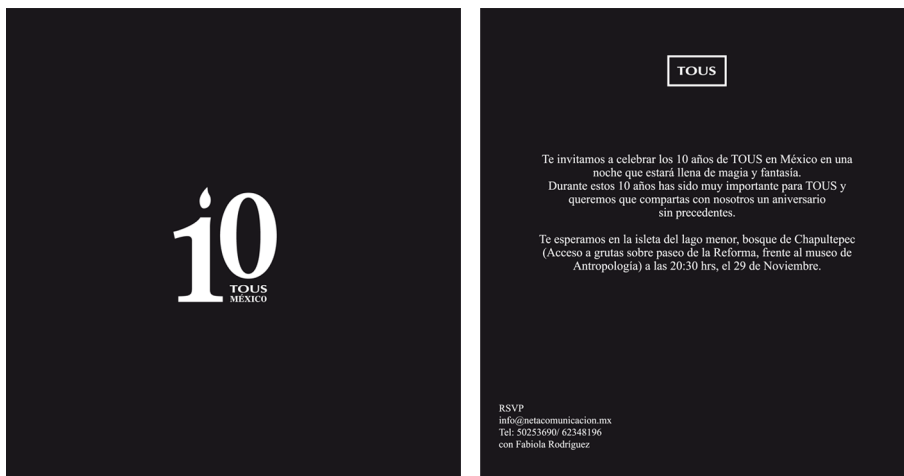 10
TOUS
MÉXICO
TOUS
Te invitamos a celebrar los 10 años de TOUS en México en una
noche que estará llena de magia y fantasía.
Durante estos 10 años has sido muy importante para TOUS y
queremos que compartas con nosotros un aniversario
sin precedentes.
Te esperamos en la isleta del lago menor, bosque de Chapultepec
(Acceso a grutas sobre paseo de la Reforma, frente al museo de
Antropología) a las 20:30 hrs, el 29 de Noviembre.
RSVP
info@netacomunicacion.mx
Tel: 50253690/ 62348196
con Fabiola Rodríguez